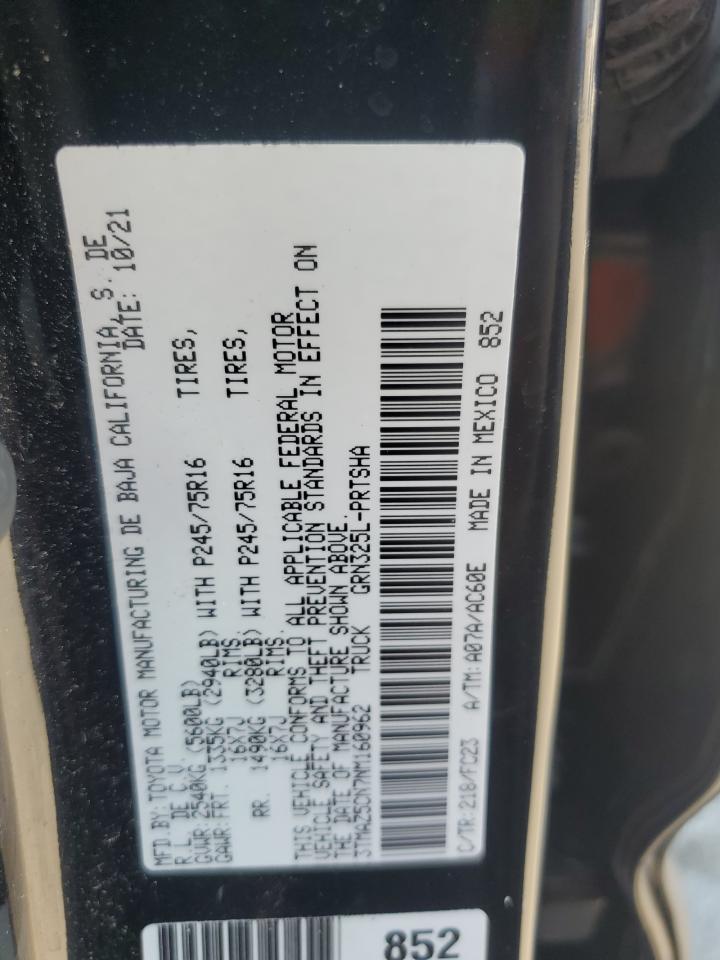 MFD.BY:TOYOTA MOTOR MANUFACTURING DE BAJA CALIFORNIA, S. DE
R.L. DE C.V. DATE: 10/21
GVWR:2540KG (5600LB)
GAWR:FRT. 1335KG (2940LB) WITH P245/75R16 TIRES,
16X7J RIMS,
RR. 1490KG (3280LB) WITH P245/75R16 TIRES,
16X7J RIMS.
THIS VEHICLE CONFORMS TO ALL APPLICABLE FEDERAL MOTOR
VEHICLE SAFETY AND THEFT PREVENTION STANDARDS IN EFFECT ON
THE DATE OF MANUFACTURE SHOWN ABOVE.
3TMAZ5CN7NM160962 TRUCK GRN325L-PRTSHA
C/TR:218/FC23 A/TM:A07A/AC60E MADE IN MEXICO 852
852